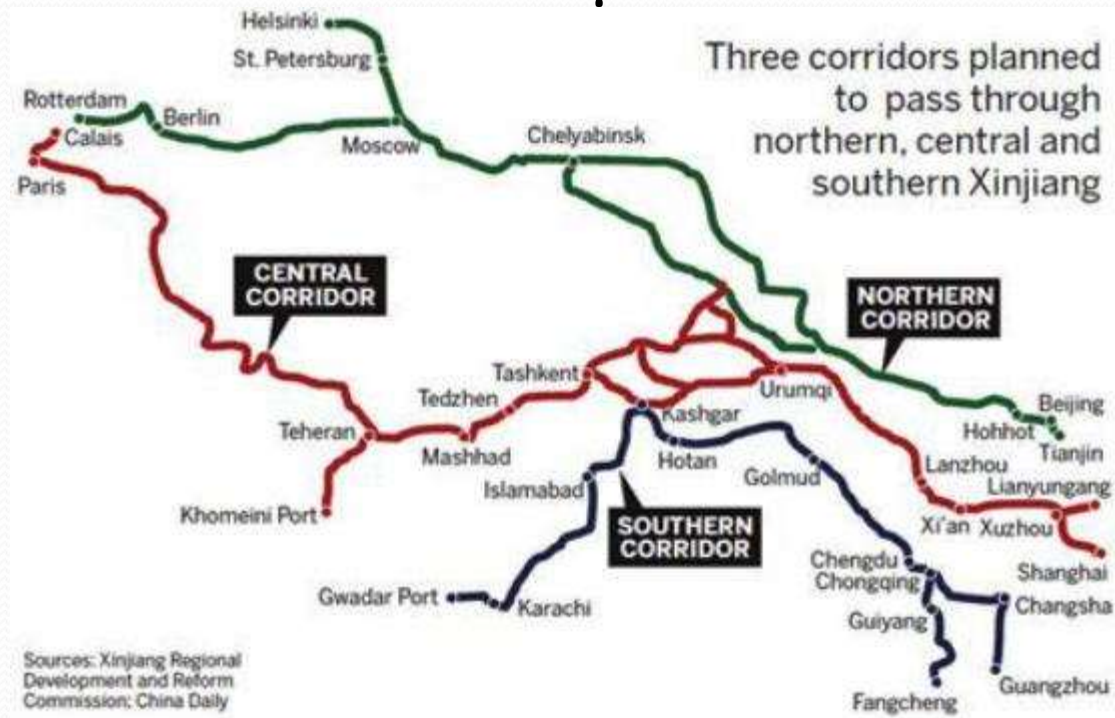 Helsinki
St. Petersburg
Three corridors planned
to pass through
northern, central and
southern Xinjiang
Rotterdam
Berlin
Calais
Moscow
Chelyabinsk
Paris
CENTRAL
CORRIDOR
NORTHERN
CORRIDOR
Tashkent
Urumqi
Tedzhen
Kashgar
Beijing
Teheran
Hohhot
Mashhad
Hotan
Tianjin
Golmud
Lanzhou
Islamabad
Lianyungang
Khomeini Port
Xi'an
Xuzhou
SOUTHERN
CORRIDOR
Chengdu
Shanghai
Chongqing
Gwadar Port
Karachi
Changsha
Guiyang
Sources: Xinjiang Regional
Development and Reform
Commission; China Daily
Guangzhou
Fangcheng